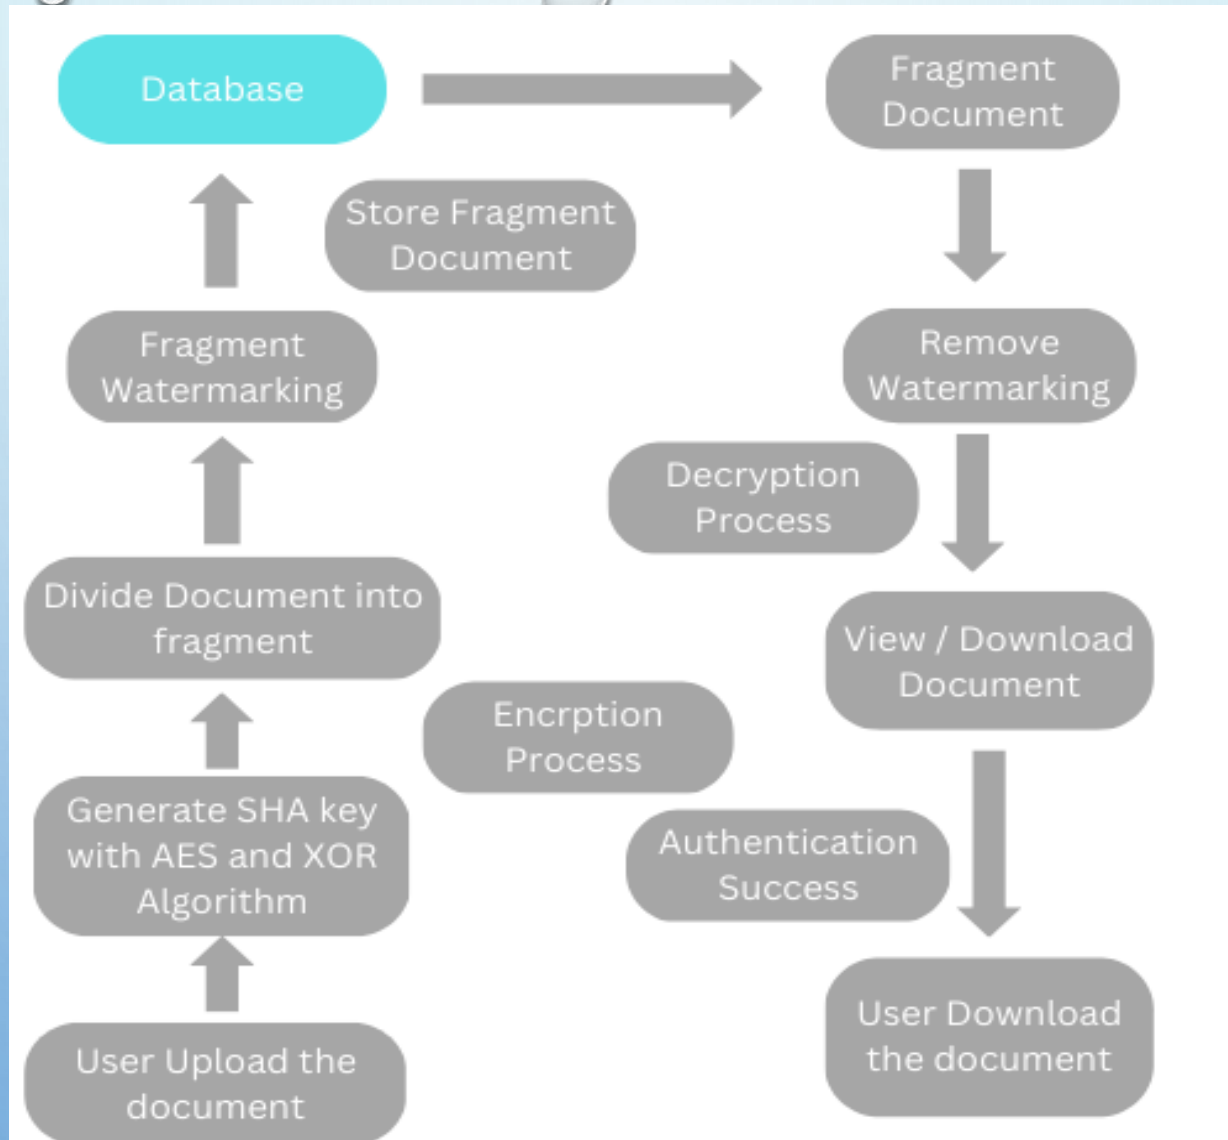 Database
Fragment
Document
Store Fragment
Document
Fragment
Watermarking
Remove
Watermarking
Decryption
Process
Divide Document into
fragment
View / Download
Document
Encrption
Process
Generate SHA key
with AES and XOR
Algorithm
Authentication
Success
User Upload the
document
User Download
the document